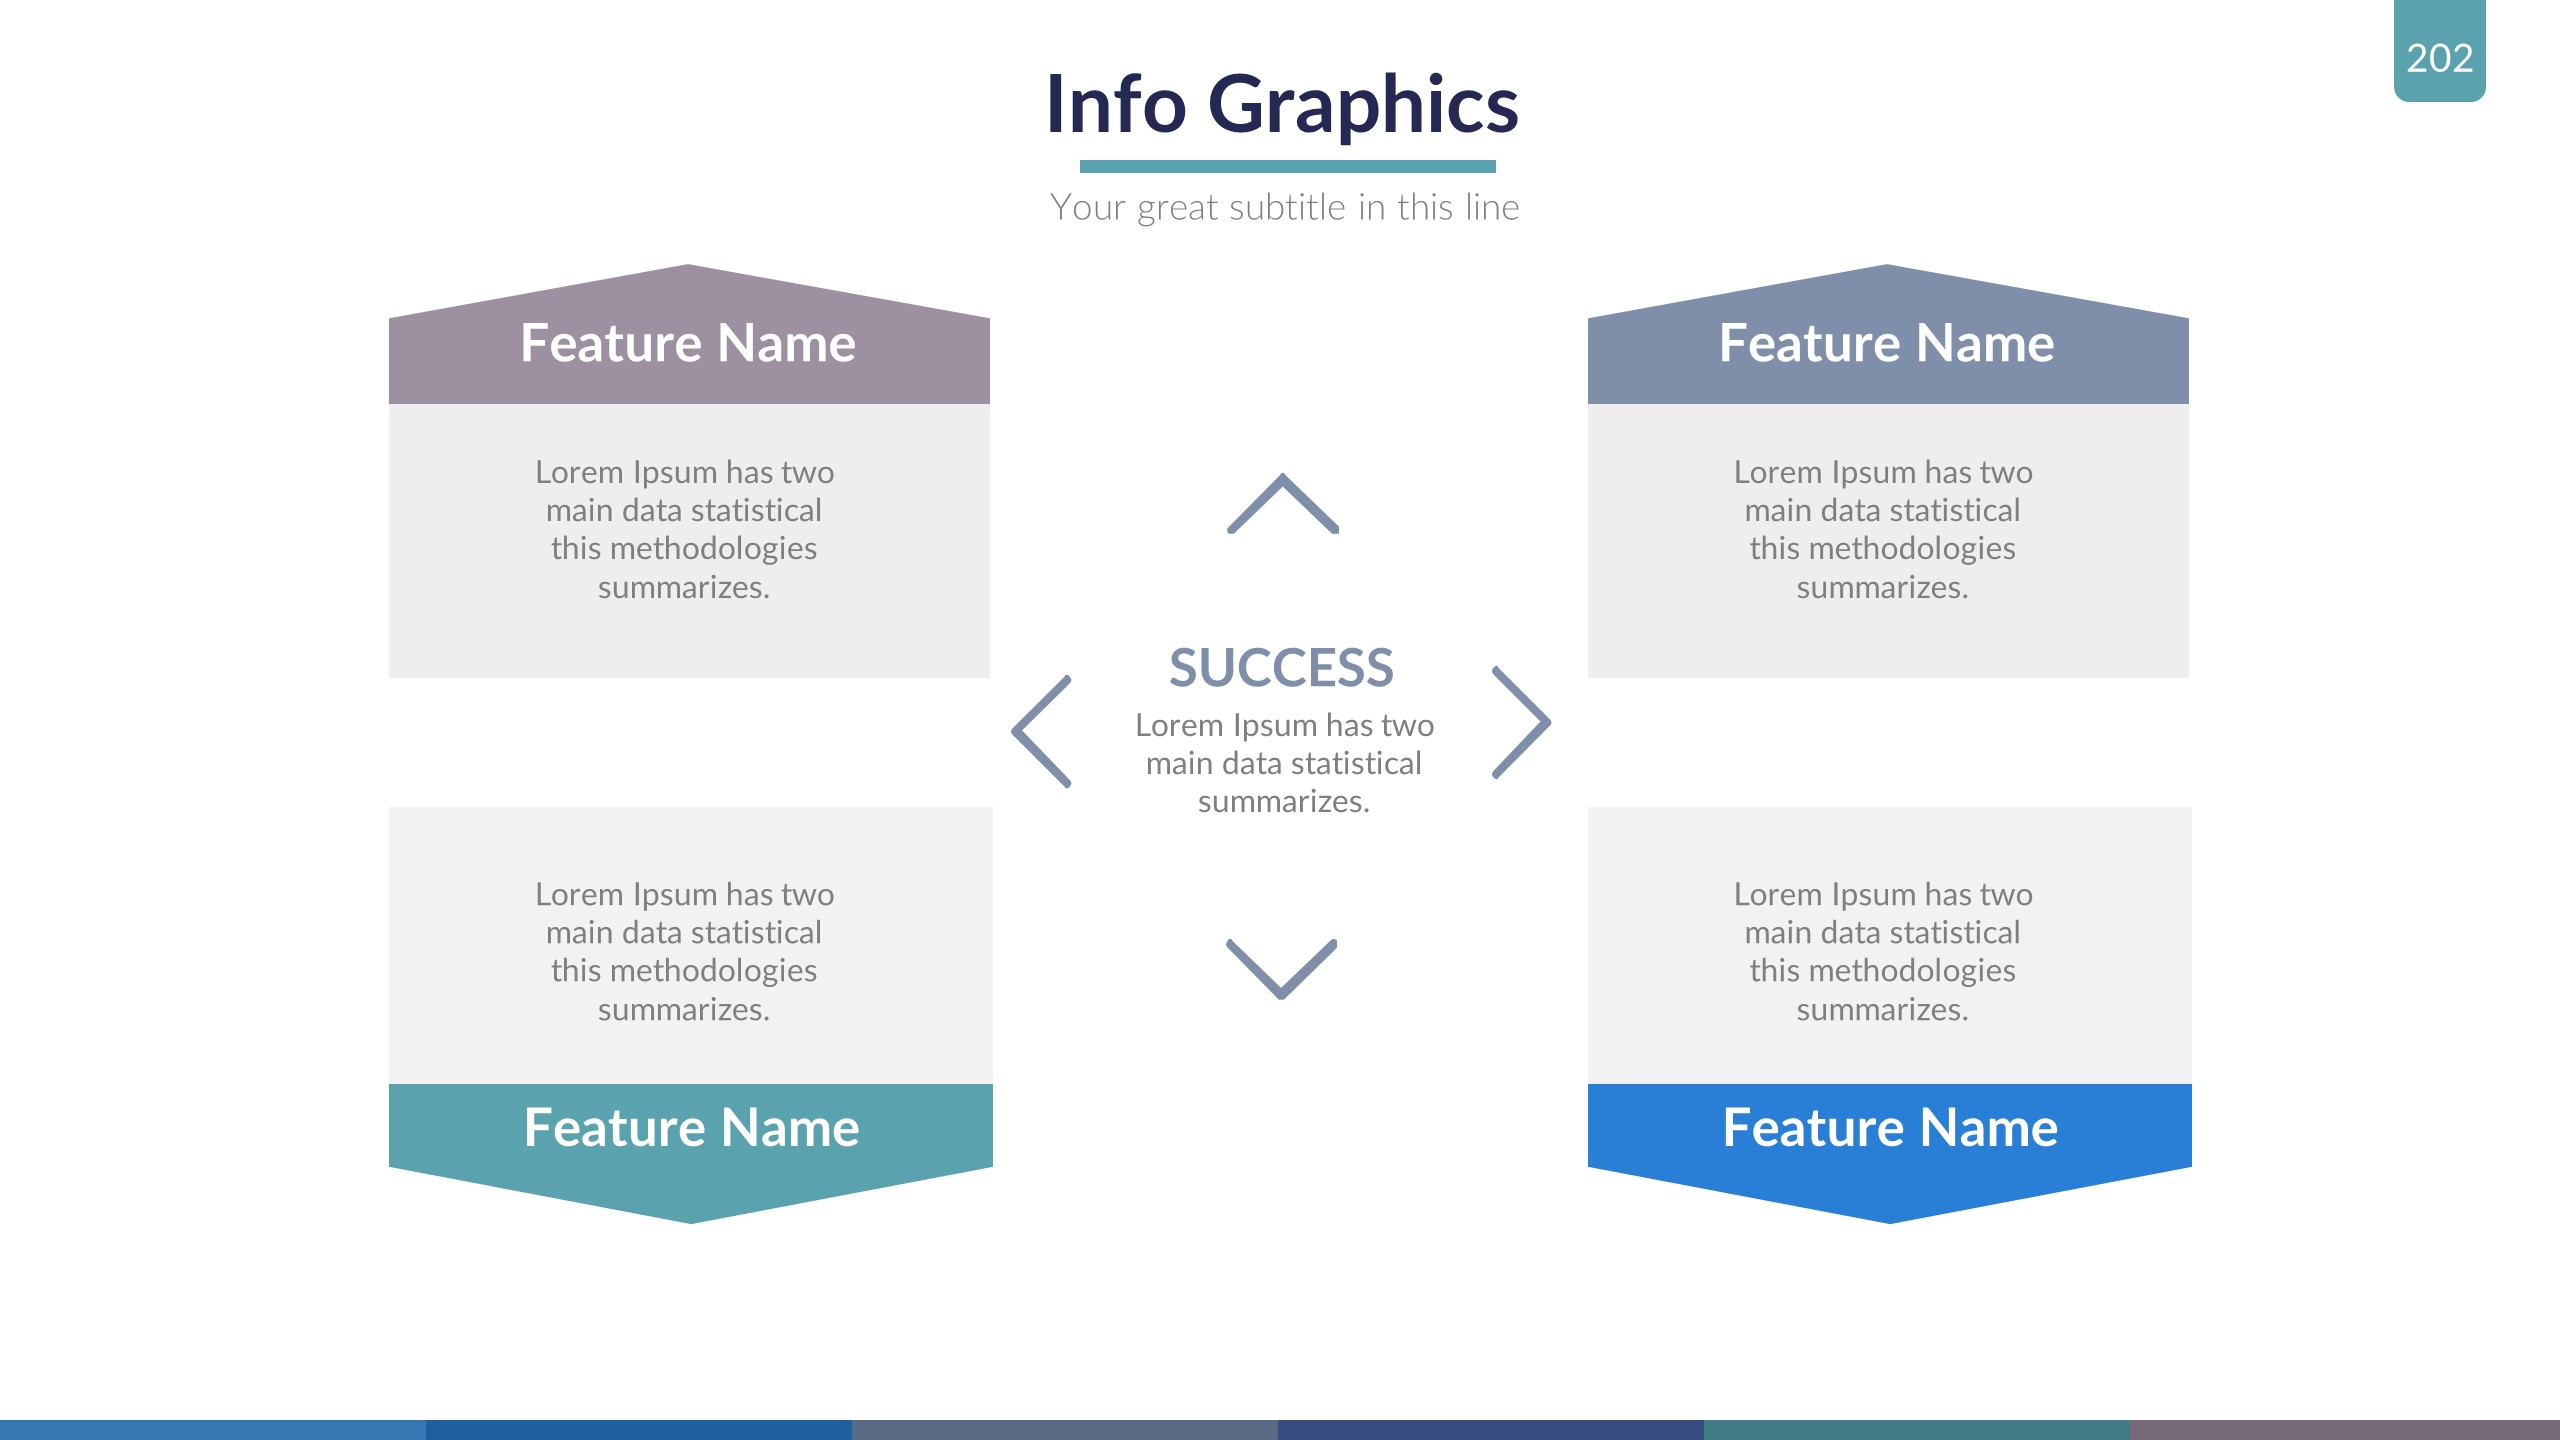 202
Info Graphics
Your great subtitle in this line
Feature Name
Lorem Ipsum has two
main data statistical
this methodologies
summarizes.
Feature Name
Lorem Ipsum has two
main data statistical
this methodologies
summarizes.
SUCCESS
Lorem Ipsum has two
main data statistical
summarizes.
Lorem Ipsum has two
main data statistical
this methodologies
summarizes.
Feature Name
Lorem Ipsum has two
main data statistical
this methodologies
summarizes.
Feature Name